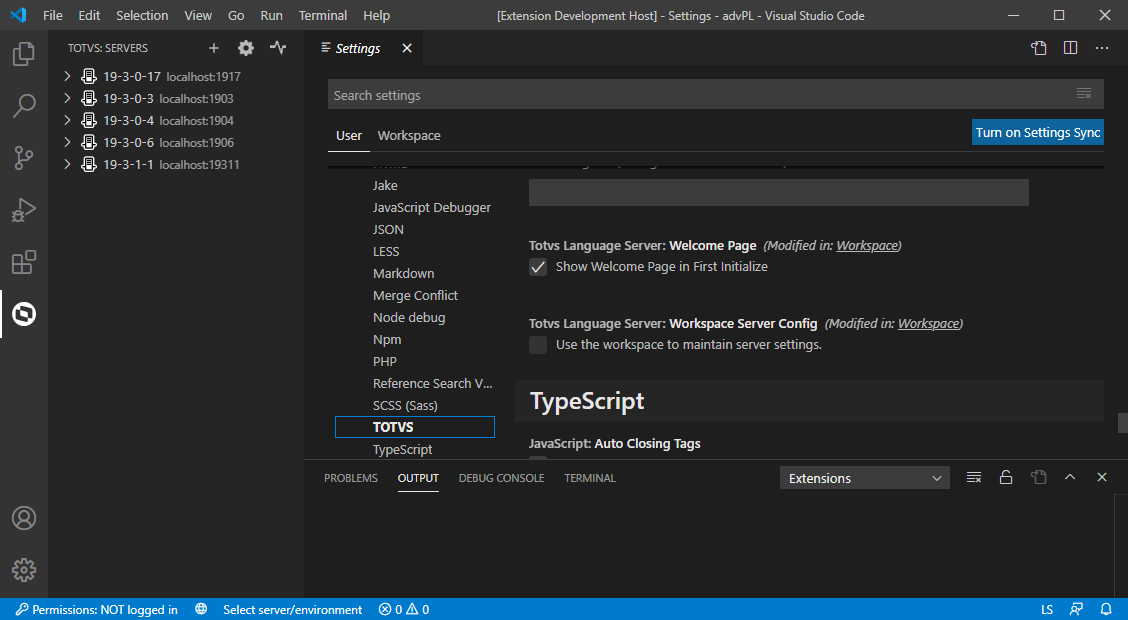 File Edit Selection View Go Run Terminal Help [Extension Development Host] - Settings - advPL - Visual Studio Code
TOTVS: SERVERS
19-3-0-17 localhost:1917
19-3-0-3 localhost:1903
19-3-0-4 localhost:1904
19-3-0-6 localhost:1906
19-3-1-1 localhost:19311
Settings
Search settings
User Workspace
Turn on Settings Sync
Jake
JavaScript Debugger
JSON
LESS
Markdown
Merge Conflict
Node debug
Npm
PHP
Reference Search V...
SCSS (Sass)
TOTVS
TypeScript
Totvs Language Server: Welcome Page (Modified in: Workspace)
Show Welcome Page in First Initialize
Totvs Language Server: Workspace Server Config (Modified in: Workspace)
Use the workspace to maintain server settings.
TypeScript
JavaScript: Auto Closing Tags
PROBLEMS OUTPUT DEBUG CONSOLE TERMINAL Extensions
Permissions: NOT logged in Select server/environment 0 0 LS